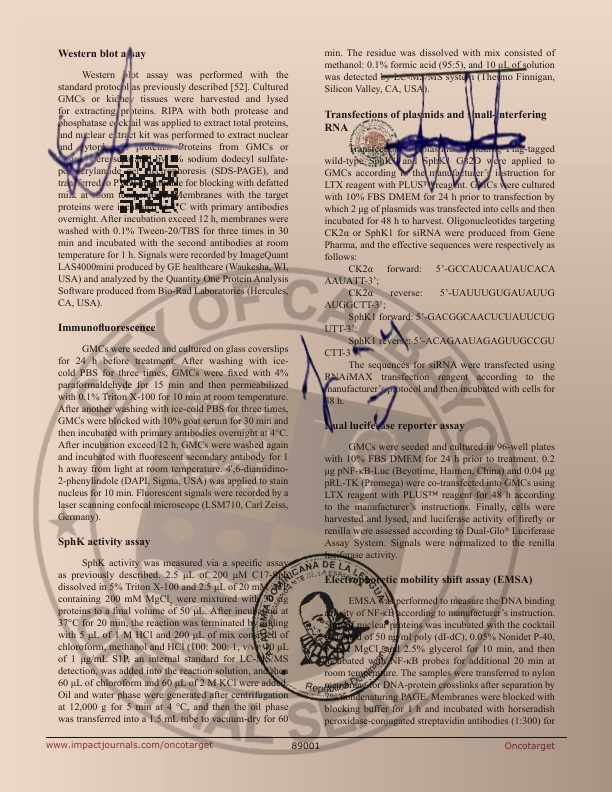 Western blot assay
Western blot assay was performed with the
standard protocol as previously described [52]. Cultured
GMCs or kidney tissues were harvested and lysed
for extracting proteins. RIPA with both protease and
phosphatase cocktail was applied to extract total proteins,
and nuclear extract kit was performed to extract nuclear
and cytoplasmic proteins. Proteins from GMCs or
were sodium dodecyl sulfate-
(SDS-PAGE), and
for blocking with defatted
milk at room Membranes with the target
proteins were °C with primary antibodies
overnight. After incubation exceed 12 h, membranes were
washed with 0.1% Tween-20/TBS for three times in 30
min and incubated with the second antibodies at room
temperature for 1 h. Signals were recorded by ImageQuant
LAS4000mini produced by GE healthcare (Waukesha, WI,
USA) and analyzed by the Quantity One Protein Analysis
Software produced from Bio-Rad Laboratories (Hercules,
CA, USA).
Immunofluorescence
GMCs were seeded and cultured on glass coverslips
for 24 h before treatment. After washing with ice-
cold PBS for three times, GMCs were fixed with 4%
paraformaldehyde for 15 min and then permeabilized
with 0.1% Triton X-100 for 10 min at room temperature.
After another washing with ice-cold PBS for three times,
GMCs were blocked with 10% goat serum for 30 min and
then incubated with primary antibodies overnight at 4°C.
After incubation exceed 12 h, GMCs were washed again
and incubated with fluorescent secondary antibody for 1
h away from light at room temperature. 4',6-diamidino-
2-phenylindole (DAPI, Sigma, USA) was applied to stain
nucleus for 10 min. Fluorescent signals were recorded by a
laser scanning confocal microscope (LSM710, Carl Zeiss,
Germany).
SphK activity assay
SphK activity was measured via a specific assay
as previously described. 2.5 μL of 200 μM C17-
dissolved in 5% Triton X-100 and 2.5 μL of 20 mM
containing 200 mM MgCl2 were mixtured with
proteins to a final volume of 50 μL. After incubating at
37°C for 20 min, the reaction was terminated by adding
with 5 μL 1 M HCl and 200 μL of mix consisted of
chloroform, methanol and HCl (100: 200: 1, v/v
of 1 μg/mL S1P, an internal standard for LC-MS/MS
detection, was added into the reaction solution, and then
60 μL of chloroform and 60 μL of 2 M KCl were added.
Oil and water phase were generated after centrifugation
at 12,000 g for 5 min at 4 °C, and then the oil phase
was transferred into a 1.5 mL tube to vacuum-dry for 60
min. The residue was dissolved with mix consisted of
methanol: 0.1% formic acid (95:5), and 10 μL of solution
was detected by LC-MS/MS system (Thermo Finnigan,
Silicon Valley, CA, USA).
Transfections of plasmids and small-interfering
RNA
Flag-tagged
wild-type SphK1 and SphK1 G82D were applied to
GMCs according to the manufacturer's instruction for
LTX reagent with PLUS™ reagent. GMCs were cultured
with 10% FBS DMEM for 24 h prior to transfection by
which 2 μg of plasmids was transfected into cells and then
incubated for 48 h to harvest. Oligonucleotides targeting
CK2α or SphK1 for siRNA were produced from Gene
Pharma, and the effective sequences were respectively as
follows:
CK2α forward: 5'-GCCAUCAAUAUCACA
AAUATT-3';
CK2α reverse: 5'-UAUUUGUGAUAUUG
AUGGCTT-3';
SphK1 forward: 5'-GACGGCAACUCUAUUCUG
UTT-3';
SphK1 reverse: 5'-ACAGAAUAGAGUUGCCGU
CTT-3'
The sequences for siRNA were transfected using
RNAiMAX transfection reagent according to the
manufacturer's protocol and then incubated with cells for
48 h.
Dual luciferase reporter assay
GMCs were seeded and cultured in 96-well plates
with 10% FBS DMEM for 24 h prior to treatment. 0.2
μg pNF-κB-Luc (Beyotime, Haimen, China) and 0.04 μg
pRL-TK (Promega) were co-transfected into GMCs using
LTX reagent with PLUS™ reagent for 48 h according
to the manufacturer's instructions. Finally, cells were
harvested and lysed, and luciferase activity of firefly or
renilla were assessed according to Dual-Glo® Luciferase
Assay System. Signals were normalized to the renilla
luciferase activity.
Electrophoretic mobility shift assay (EMSA)
EMSA performed to measure the DNA binding
activity of NF-κB according to manufacturer's instruction.
nuclear proteins was incubated with the cocktail
of 50 ng/ml poly (dI-dC), 0.05% Nonidet P-40,
MgCl2 and 2.5% glycerol for 10 min, and then
incubated with NF-κB probes for additional 20 min at
room temperature. The samples were transferred to nylon
membrane for DNA-protein crosslinks after separation by
nondenaturing PAGE. Membranes were blocked with
blocking buffer for 1 h and incubated with horseradish
peroxidase-conjugated streptavidin antibodies (1:300) for
www.impactjournals.com/oncotarget
89001
Oncotarget